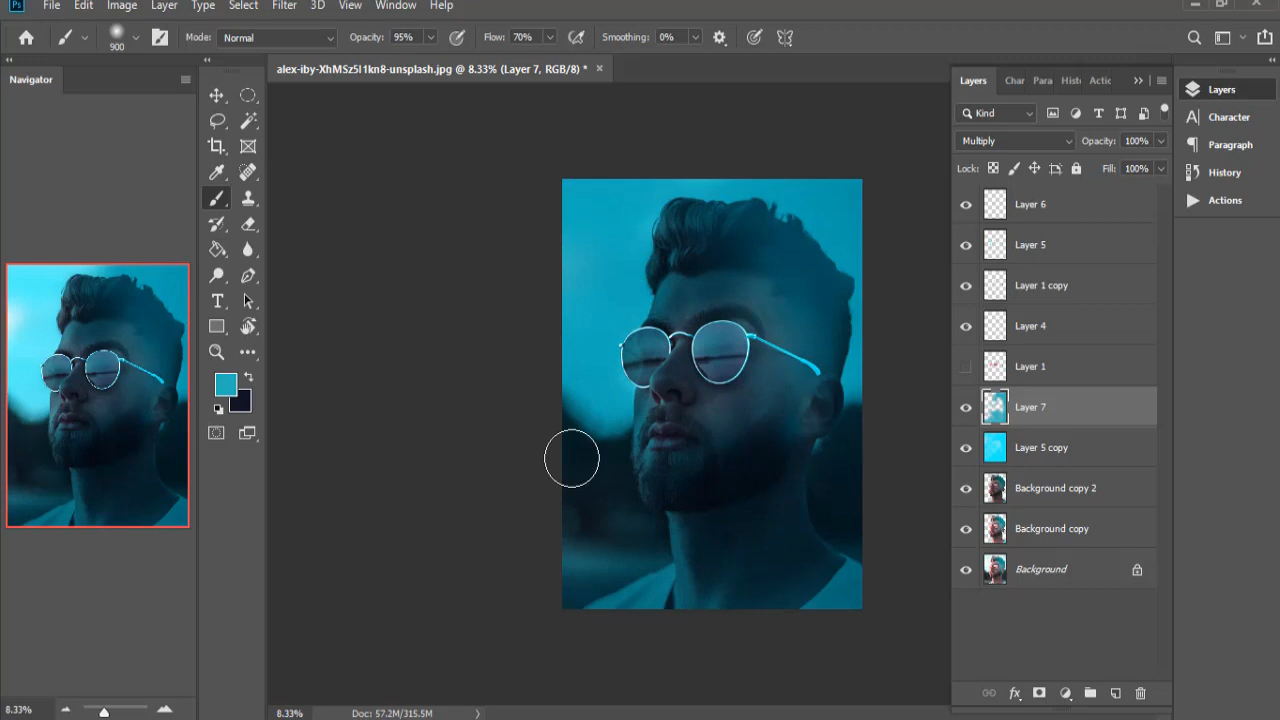 Ps File Edit Image Layer Type Select Filter 3D View Window Help
900 Mode: Normal Opacity: 95% Flow: 70% Smoothing: 0%
Navigator
alex-iby-XhMSz5l1kn8-unsplash.jpg @ 8.33% (Layer 7, RGB/8) *
Layers Char Para Hist Actic
Kind
Multiply Opacity: 100%
Lock: Fill: 100%
Layer 6
Layer 5
Layer 1 copy
Layer 4
Layer 1
Layer 7
Layer 5 copy
Background copy 2
Background copy
Background
Layers
Character
Paragraph
History
Actions
8.33%
8.33% Doc: 57.2M/315.5M